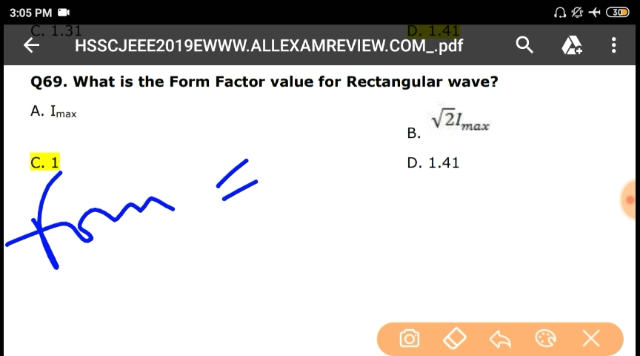 3:05 PM
30
C. 1.31 D. 1.41
HSSCJEEE2019EWWW.ALLEXAMREVIEW.COM_.pdf
Q69. What is the Form Factor value for Rectangular wave?
A. Imax
B. √2Imax
C. 1
D. 1.41
form =